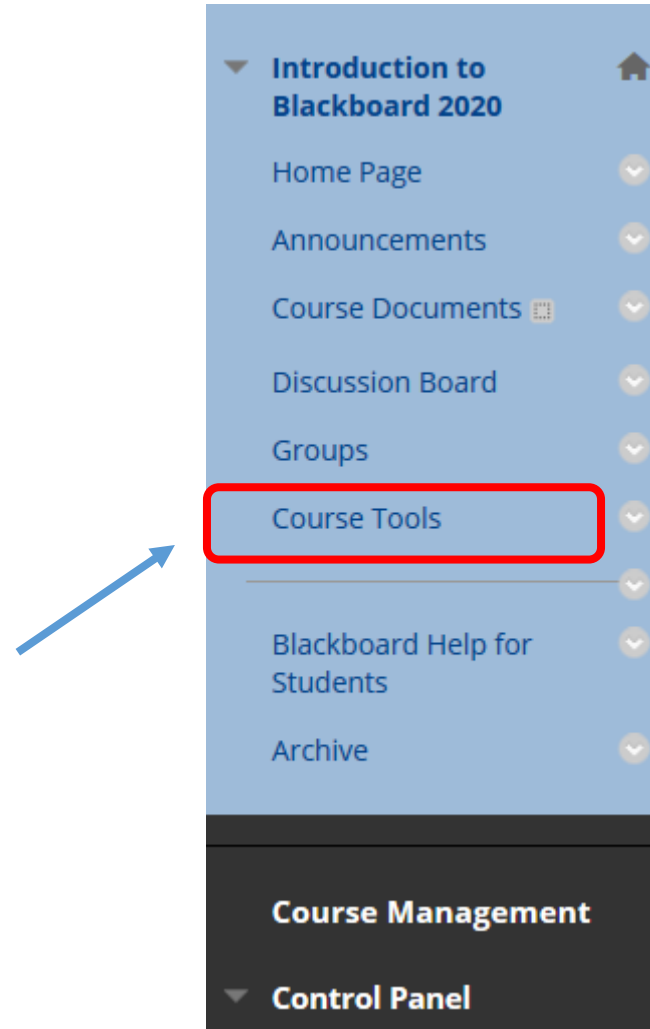 Introduction to
Blackboard 2020
Home Page
Announcements
Course Documents
Discussion Board
Groups
Course Tools
Blackboard Help for
Students
Archive
Course Management
Control Panel